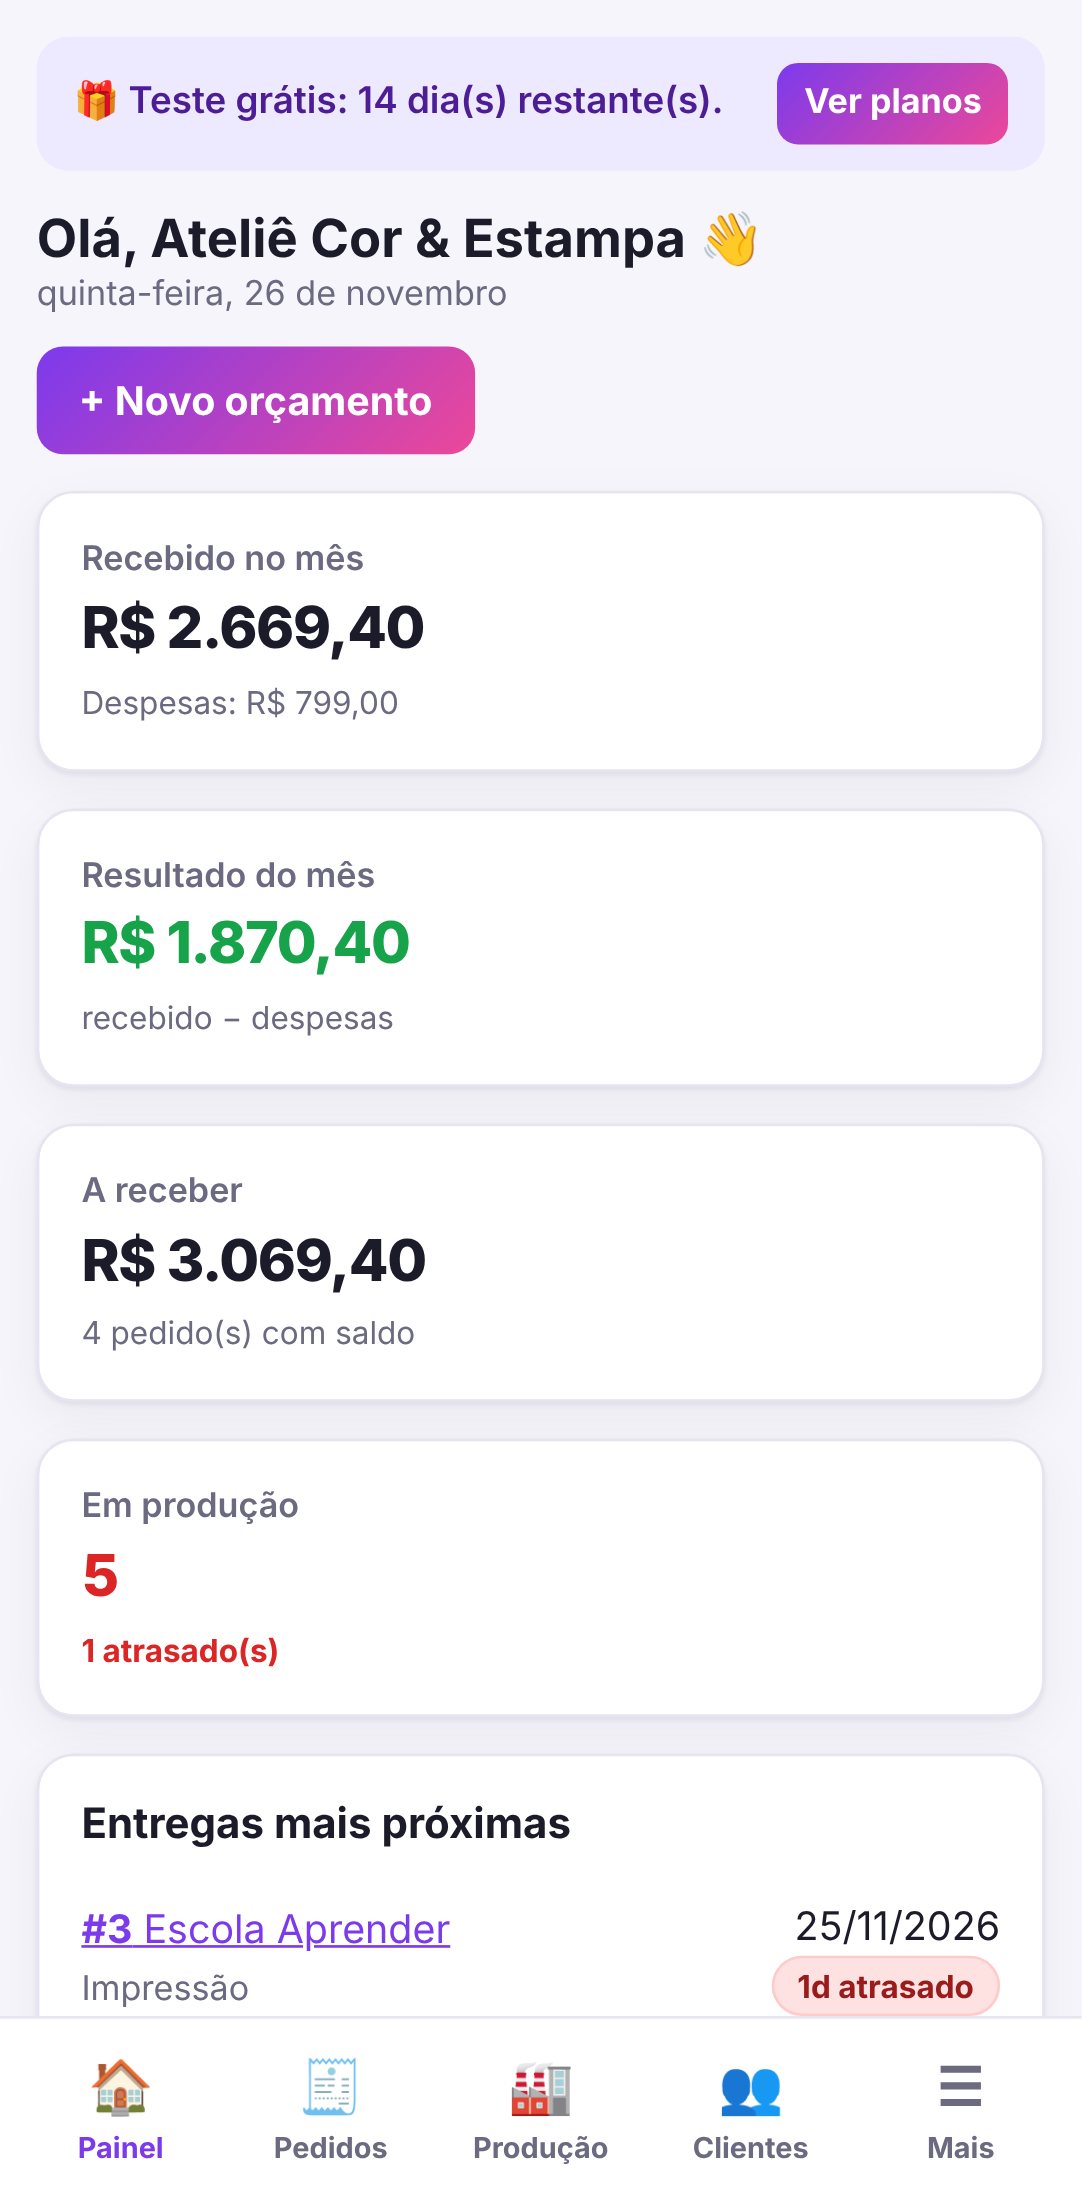 🎁 Teste grátis: 14 dia(s) restante(s).
Ver planos
Olá, Ateliê Cor & Estampa 👋
quinta-feira, 26 de novembro
+ Novo orçamento
Recebido no mês
R$ 2.669,40
Despesas: R$ 799,00
Resultado do mês
R$ 1.870,40
recebido − despesas
A receber
R$ 3.069,40
4 pedido(s) com saldo
Em produção
5
1 atrasado(s)
Entregas mais próximas
#3 Escola Aprender
25/11/2026
Impressão
1d atrasado
Painel
Pedidos
Produção
Clientes
Mais